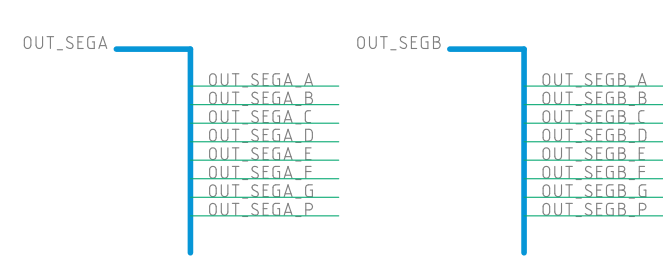 OUT_SEGA
OUT_SEGA_A
OUT_SEGA_B
OUT_SEGA_C
OUT_SEGA_D
OUT_SEGA_E
OUT_SEGA_F
OUT_SEGA_G
OUT_SEGA_P
OUT_SEGB
OUT_SEGB_A
OUT_SEGB_B
OUT_SEGB_C
OUT_SEGB_D
OUT_SEGB_E
OUT_SEGB_F
OUT_SEGB_G
OUT_SEGB_P